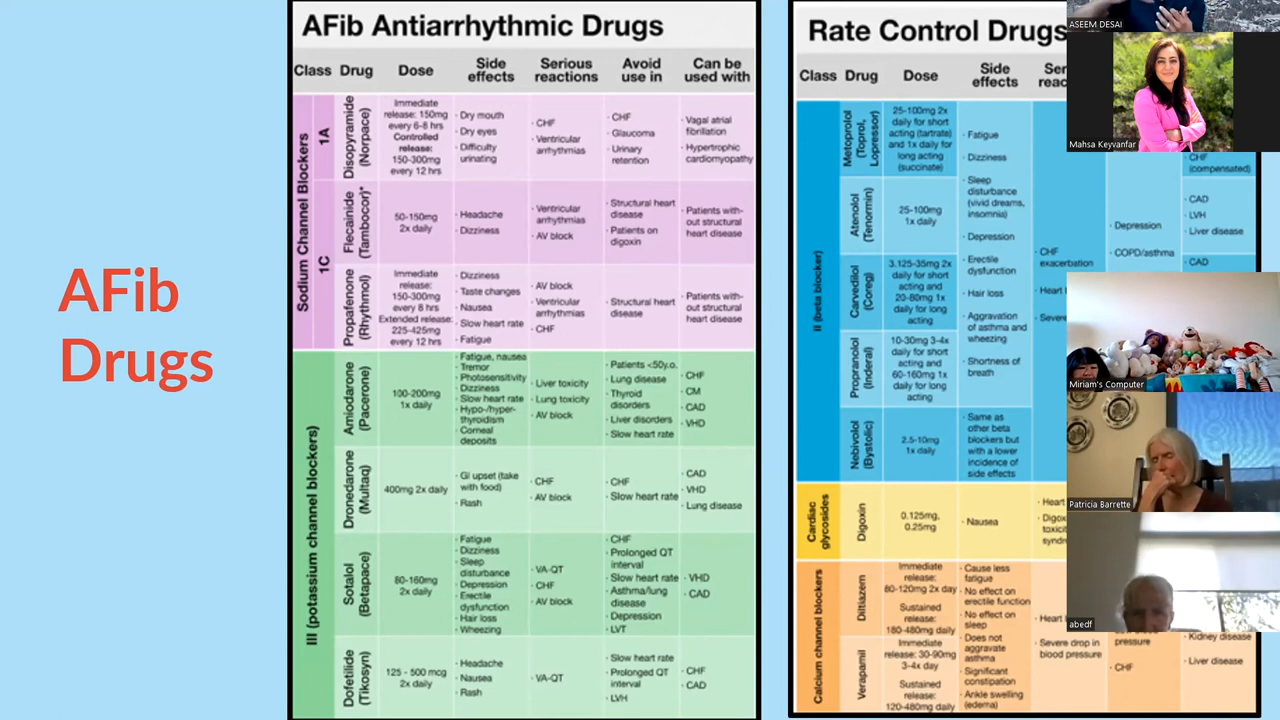 AFib
Drugs
AFib Antiarrhythmic Drugs
Class
Drug
Dose
Side
effects
Serious
reactions
Avoid
use in
Can be
used with
Sodium Channel Blockers
1A
Disopyramide
(Norpace)
Immediate
release: 150mg
every 6-8 hrs
Controlled
release:
150-300mg
every 12 hrs
· Dry mouth
· Dry eyes
· Difficulty
urinating
· CHF
· Ventricular
arrhythmias
· CHF
· Glaucoma
· Urinary
retention
· Vagal atrial
fibrillation
· Hypertrophic
cardiomyopathy
1C
Flecainide
(Tambocor)*
50-150mg
2x daily
· Headache
· Dizziness
· Ventricular
arrhythmias
· AV block
· Structural heart
disease
· Patients on
digoxin
· Patients with-
out structural
heart disease
Propafenone
(Rhythmol)
Immediate
release:
150-300mg
every 8 hrs
Extended release:
225-425mg
every 12 hrs
· Dizziness
· Taste changes
· Nausea
· Slow heart rate
· Fatigue
· AV block
· Ventricular
arrhythmias
· CHF
· Structural heart
disease
· Patients with-
out structural
heart disease
III (potassium channel blockers)
Amiodarone
(Pacerone)
100-200mg
1x daily
· Fatigue, nausea
· Tremor
· Photosensitivity
· Dizziness
· Slow heart rate
· Hypo-/hyper-
thyroidism
· Corneal
deposits
· Liver toxicity
· Lung toxicity
· AV block
· Patients <50y.o.
· Lung disease
· Thyroid
disorders
· Liver disorders
· Slow heart rate
· CHF
· CM
· CAD
· VHD
Dronedarone
(Multaq)
400mg 2x daily
· GI upset (take
with food)
· Rash
· CHF
· AV block
· CHF
· Slow heart rate
· CAD
· VHD
· Lung disease
Sotalol
(Betapace)
80-160mg
2x daily
· Fatigue
· Dizziness
· Sleep
disturbance
· Depression
· Erectile
dysfunction
· Hair loss
· Wheezing
· VA-QT
· CHF
· AV block
· CHF
· Prolonged QT
interval
· Slow heart rate
· Asthma/lung
disease
· Depression
· LVT
· VHD
· CAD
Dofetilide
(Tikosyn)
125 - 500 mcg
2x daily
· Headache
· Nausea
· Rash
· VA-QT
· Slow heart rate
· Prolonged QT
interval
· LVH
· CHF
· CAD
Rate Control Drugs
Class
Drug
Dose
Side
effects
II (beta blocker)
Metoprolol
(Toprol,
Lopressor)
25-100mg 2x
daily for short
acting (tartrate)
and 1x daily for
long acting
(succinate)
Atenolol
(Tenormin)
25-100mg
1x daily
Carvedilol
(Coreg)
3.125-35mg 2x
daily for short
acting and
20-80mg 1x
daily for long
acting
Propranolol
(Inderal)
10-30mg 3-4x
daily for short
acting and
60-160mg 1x
daily for long
acting
· Fatigue
· Dizziness
· Sleep
disturbance
(vivid dreams,
insomnia)
· Depression
· Erectile
dysfunction
· Hair loss
· Aggravation
of asthma and
wheezing
· Shortness of
breath
· CHF
exacerbation
· Heart
· Severe
· Depression
· COPD/asthma
· CHF
(compensated)
· CAD
· LVH
· Liver disease
· CAD
Nebivolol
(Bystolic)
2.5-10mg
1x daily
· Same as
other beta
blockers but
with a lower
incidence of
side effects
Cardiac
glycosides
Digoxin
0.125mg,
0.25mg
· Nausea
· Heart
Calcium channel blockers
Diltiazem
Immediate
release:
80-120mg 2x day
Sustained
release:
180-480mg daily
Verapamil
Immediate
release: 30-90mg
3-4x day
Sustained
release:
120-480mg daily
· Cause less
fatigue
· No effect on
erectile function
· No effect on
sleep
· Does not
aggravate
asthma
· Significant
constipation
· Ankle swelling
(edema)
· Heart
· Severe drop in
blood pressure
pressure
· CHF
· Kidney disease
· Liver disease
ASEEM DESAI
Mahsa Keyvanfar
Miriam's Computer
Patricia Barrette
abedf